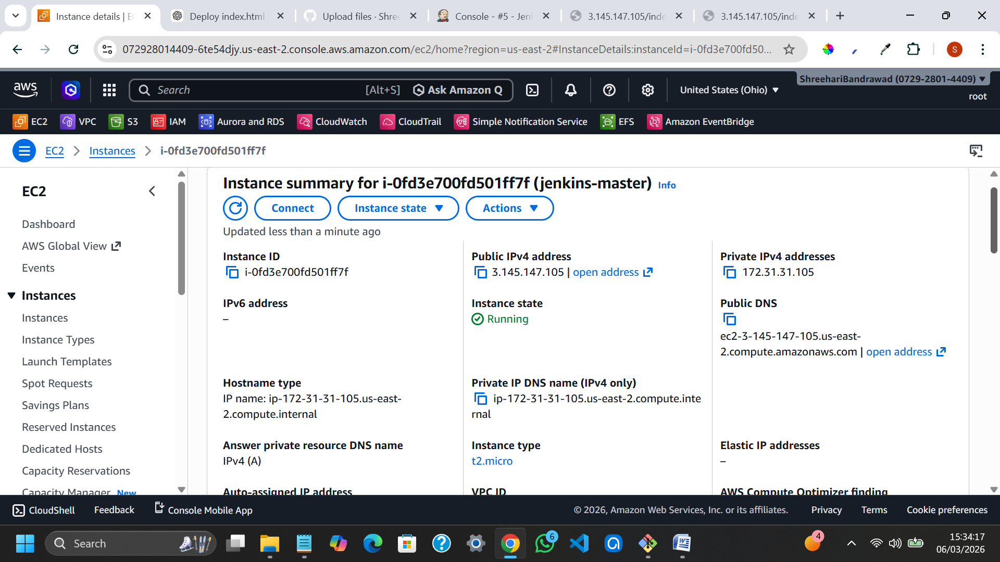 Instance details | EC
Deploy index.html
Upload files · Shree
Console - #5 - Jenk
3.145.147.105/inde
3.145.147.105/inde
072928014409-6te54djy.us-east-2.console.aws.amazon.com/ec2/home?region=us-east-2#InstanceDetails:instanceId=i-0fd3e700fd50...
S
aws
Search
[Alt+S]
Ask Amazon Q
United States (Ohio)
ShreehariBandrawad (0729-2801-4409)
root
EC2
VPC
S3
IAM
Aurora and RDS
CloudWatch
CloudTrail
Simple Notification Service
EFS
Amazon EventBridge
EC2
Instances
i-0fd3e700fd501ff7f
EC2
Dashboard
AWS Global View
Events
Instances
Instances
Instance Types
Launch Templates
Spot Requests
Savings Plans
Reserved Instances
Dedicated Hosts
Capacity Reservations
Capacity Manager New
Instance summary for i-0fd3e700fd501ff7f (jenkins-master) Info
Connect
Instance state
Actions
Updated less than a minute ago
Instance ID
i-0fd3e700fd501ff7f
Public IPv4 address
3.145.147.105 | open address
Private IPv4 addresses
172.31.31.105
IPv6 address
–
Instance state
Running
Public DNS
ec2-3-145-147-105.us-east-
2.compute.amazonaws.com | open address
Hostname type
IP name: ip-172-31-31-105.us-east-
2.compute.internal
Private IP DNS name (IPv4 only)
ip-172-31-31-105.us-east-2.compute.inte
rnal
Answer private resource DNS name
IPv4 (A)
Instance type
t2.micro
Elastic IP addresses
–
Auto-assigned IP address
VPC ID
AWS Compute Optimizer finding
CloudShell
Feedback
Console Mobile App
© 2026, Amazon Web Services, Inc. or its affiliates.
Privacy
Terms
Cookie preferences
Search
6
4
15:34:17
06/03/2026